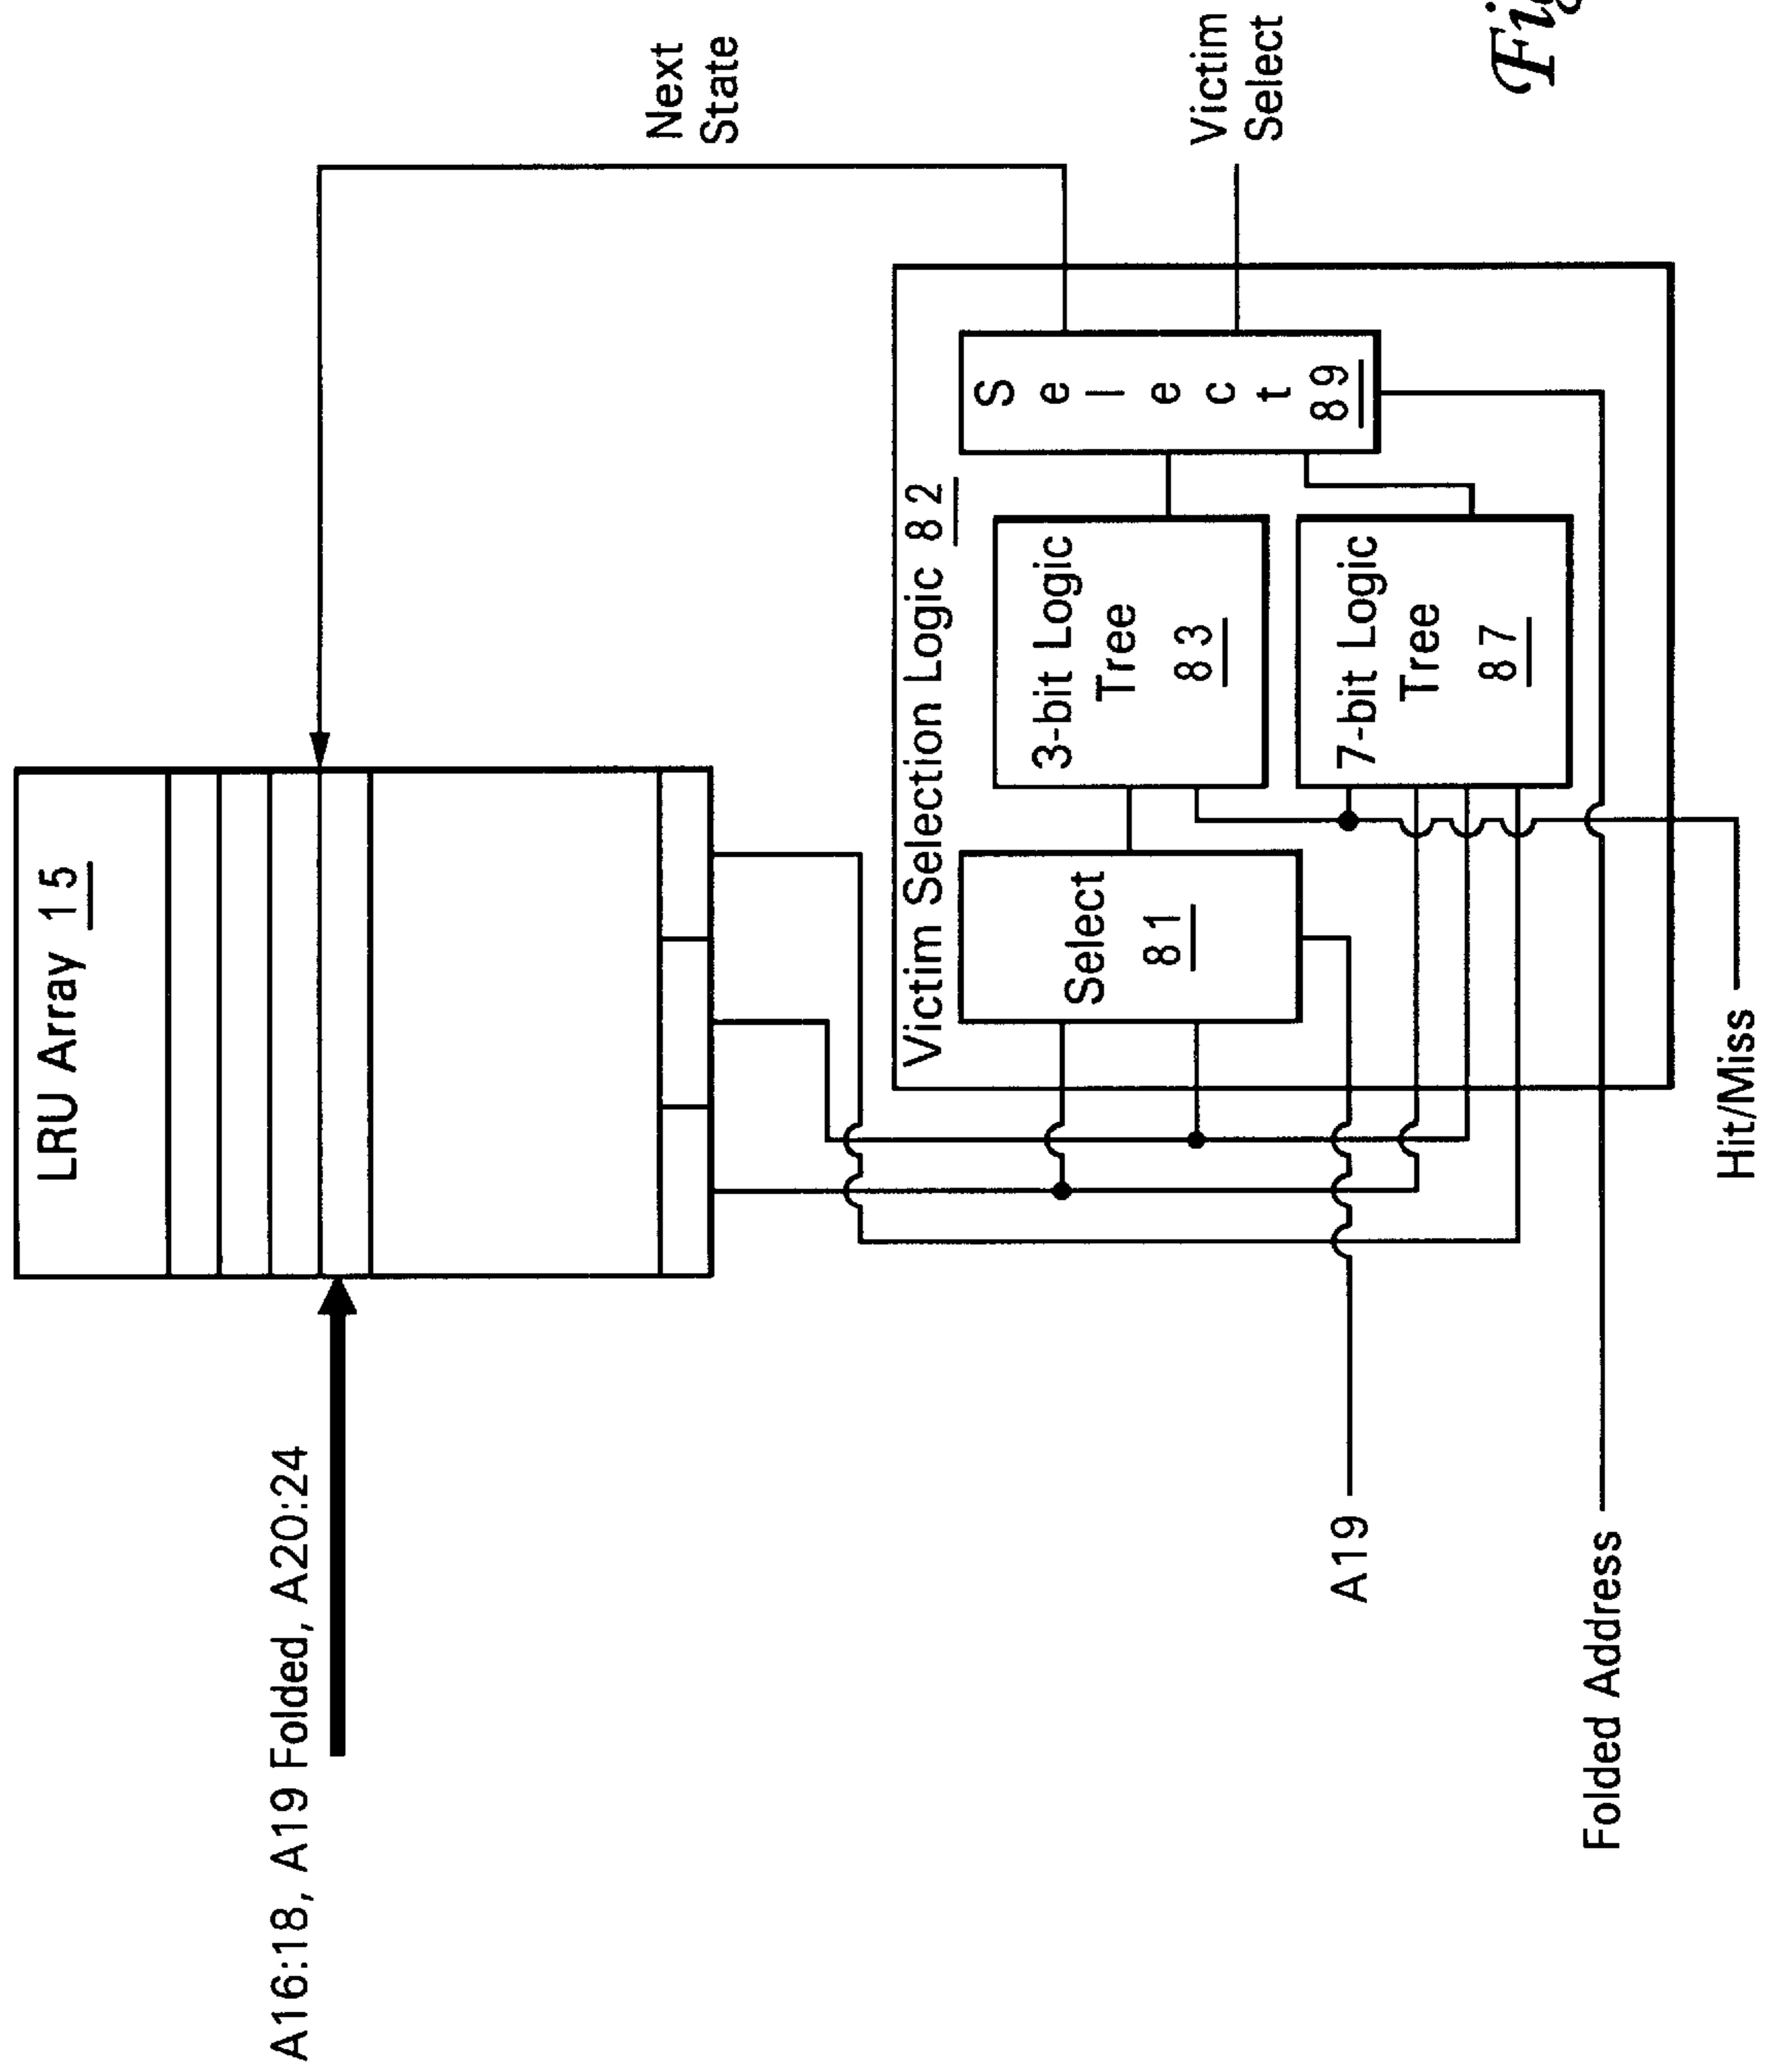 LRU Array 15
Next
State
A16:18, A19 Folded, A20:24
Victim Selection Logic 82
Select
81
3-bit Logic
Tree
83
7-bit Logic
Tree
87
Select
89
Victim
Select
A19
Folded Address
Hit/Miss